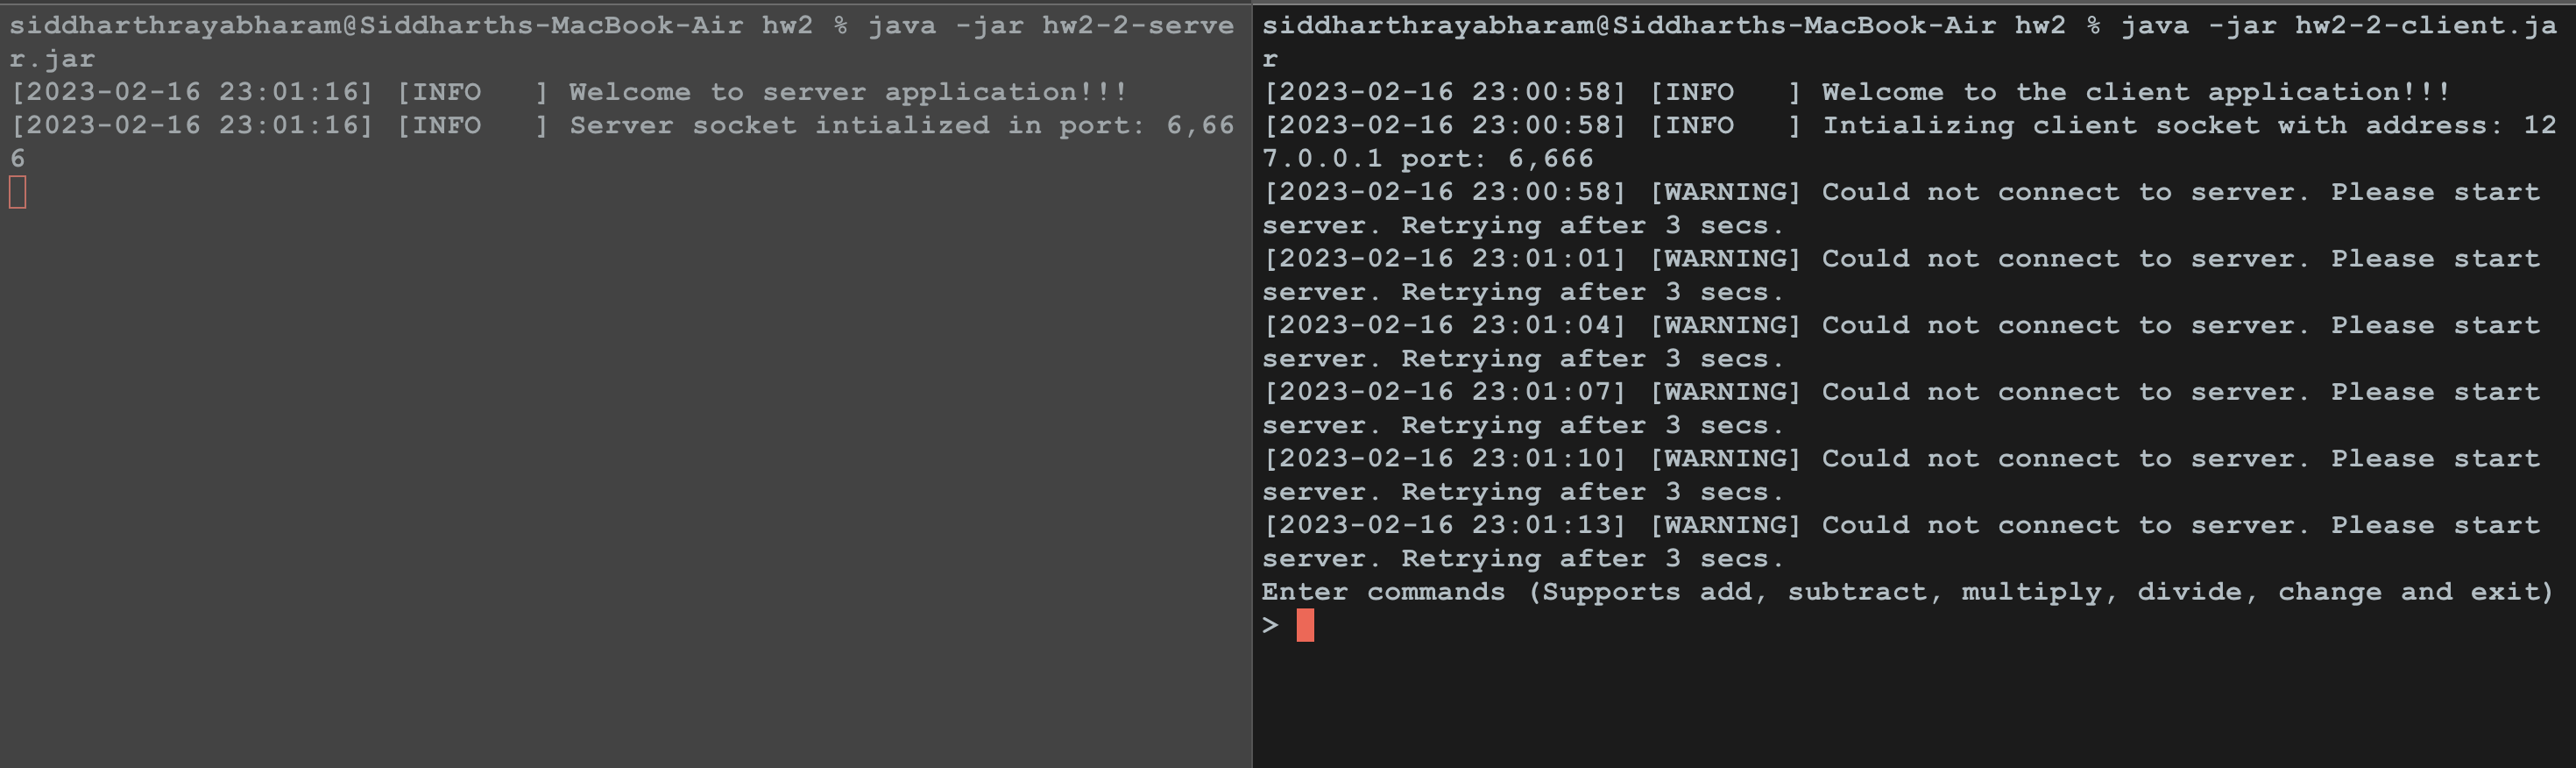 siddharthrayabharam@Siddharths-MacBook-Air hw2 % java -jar hw2-2-serve
r.jar
[2023-02-16 23:01:16] [INFO   ] Welcome to server application!!!
[2023-02-16 23:01:16] [INFO   ] Server socket intialized in port: 6,66
6
siddharthrayabharam@Siddharths-MacBook-Air hw2 % java -jar hw2-2-client.ja
r
[2023-02-16 23:00:58] [INFO   ] Welcome to the client application!!!
[2023-02-16 23:00:58] [INFO   ] Intializing client socket with address: 12
7.0.0.1 port: 6,666
[2023-02-16 23:00:58] [WARNING] Could not connect to server. Please start
server. Retrying after 3 secs.
[2023-02-16 23:01:01] [WARNING] Could not connect to server. Please start
server. Retrying after 3 secs.
[2023-02-16 23:01:04] [WARNING] Could not connect to server. Please start
server. Retrying after 3 secs.
[2023-02-16 23:01:07] [WARNING] Could not connect to server. Please start
server. Retrying after 3 secs.
[2023-02-16 23:01:10] [WARNING] Could not connect to server. Please start
server. Retrying after 3 secs.
[2023-02-16 23:01:13] [WARNING] Could not connect to server. Please start
server. Retrying after 3 secs.
Enter commands (Supports add, subtract, multiply, divide, change and exit)
>